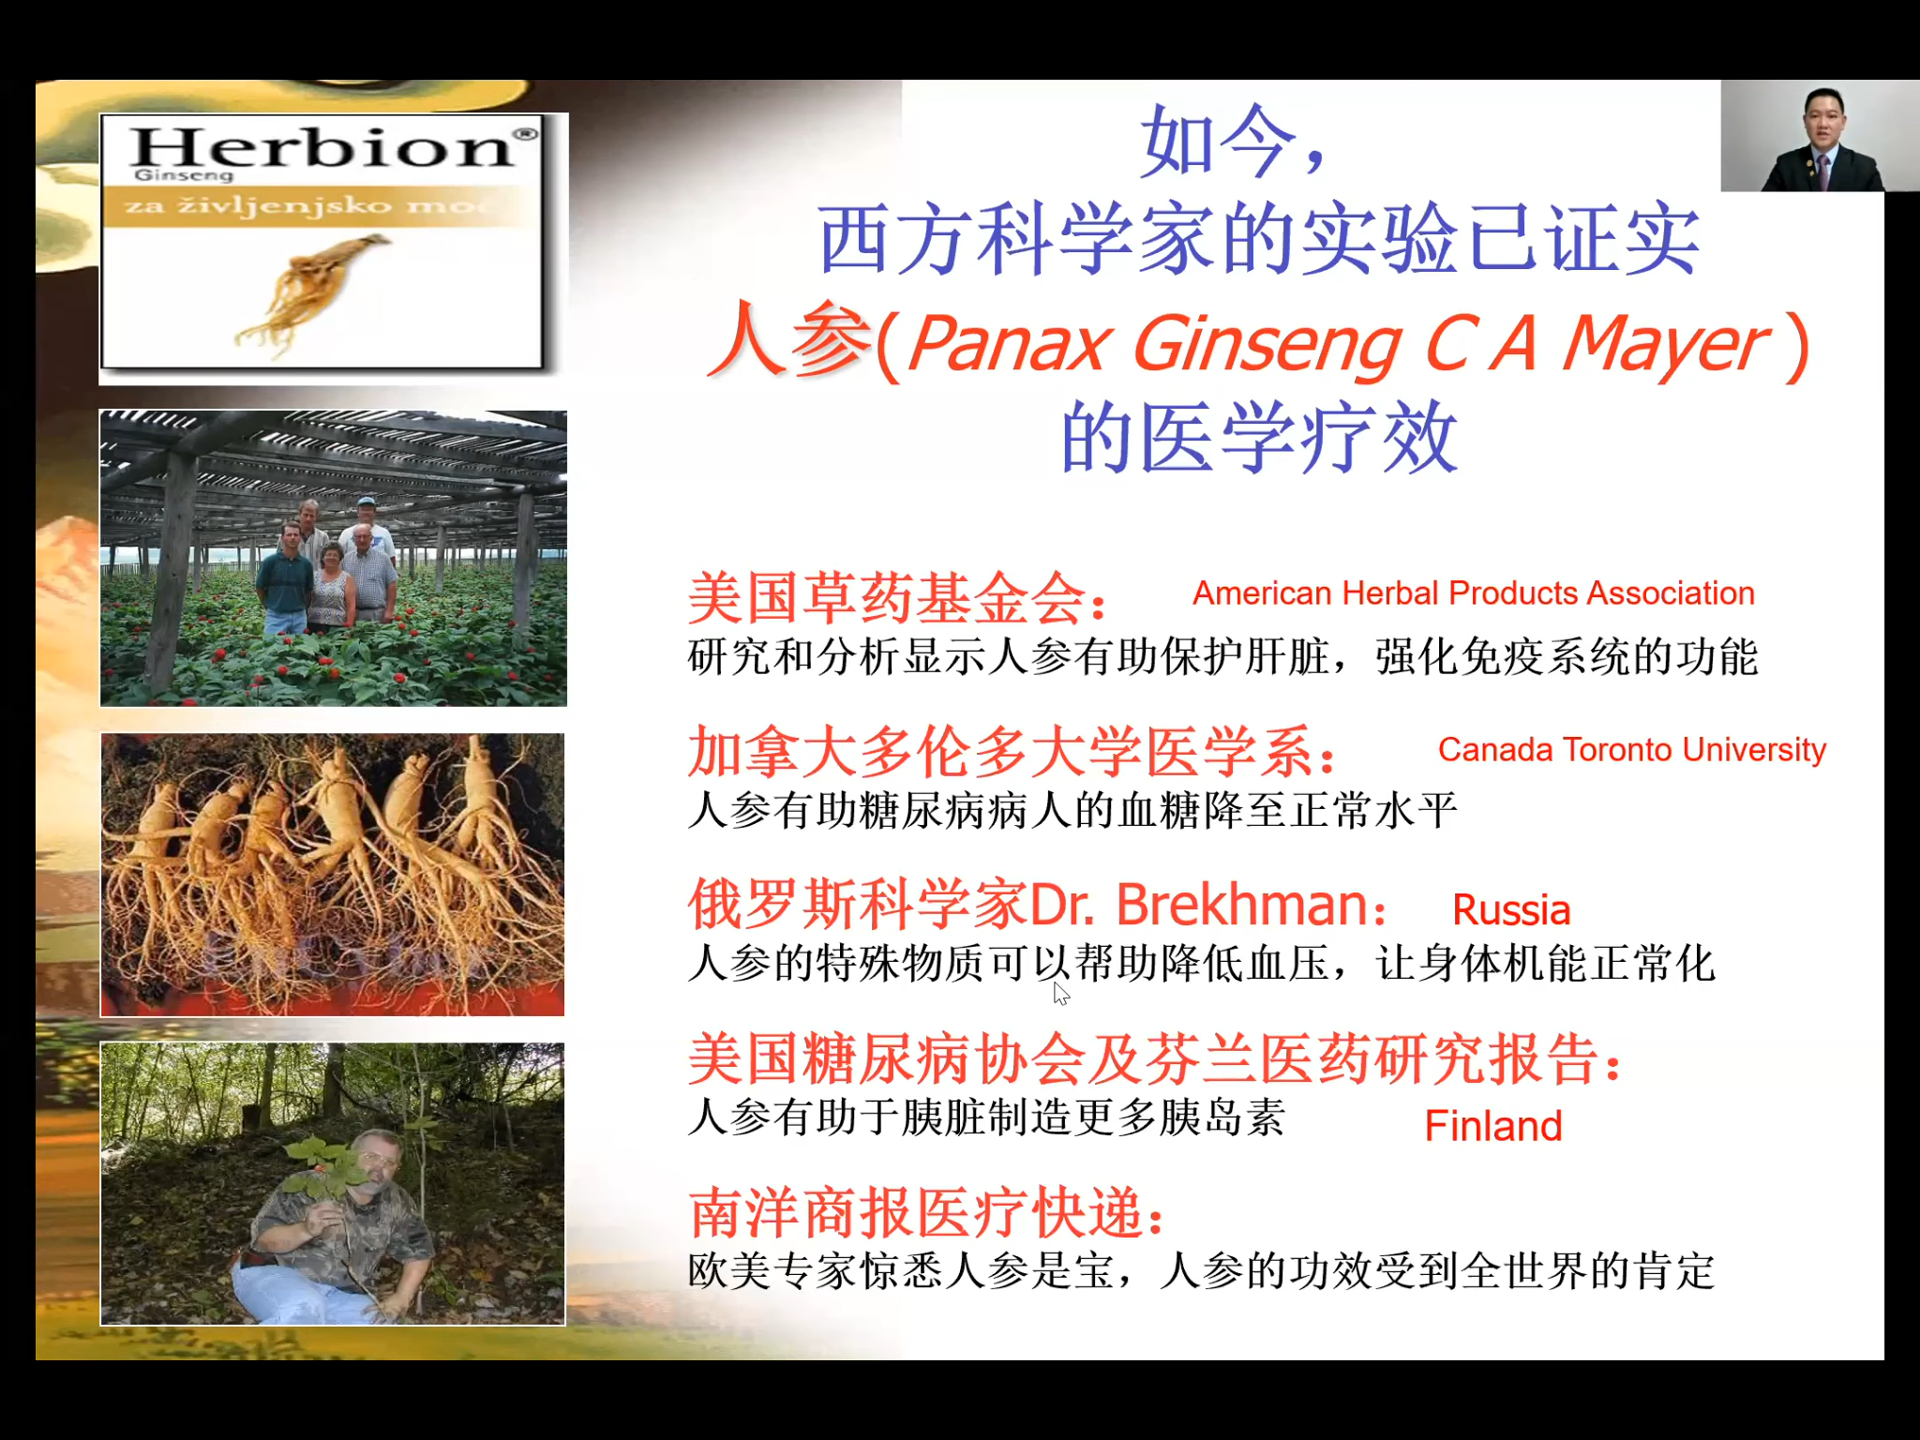 Herbion®
Ginseng
za življenjsko moč
如今，
西方科学家的实验已证实
人参(Panax Ginseng C A Mayer )
的医学疗效
美国草药基金会： American Herbal Products Association
研究和分析显示人参有助保护肝脏，强化免疫系统的功能
加拿大多伦多大学医学系： Canada Toronto University
人参有助糖尿病病人的血糖降至正常水平
俄罗斯科学家Dr. Brekhman： Russia
人参的特殊物质可以帮助降低血压，让身体机能正常化
美国糖尿病协会及芬兰医药研究报告：
人参有助于胰脏制造更多胰岛素 Finland
南洋商报医疗快递：
欧美专家惊悉人参是宝，人参的功效受到全世界的肯定